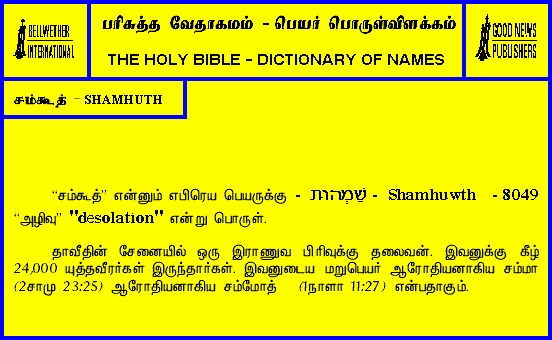 BELLWETHER
INTERNATIONAL
பரிசுத்த வேதாகமம் - பெயர் பொருள்விளக்கம்
THE HOLY BIBLE - DICTIONARY OF NAMES
GOOD NEWS
PUBLISHERS
சம்கூத் - SHAMHUTH
“சம்கூத்” என்னும் எபிரெய பெயருக்கு - שַׁמְהוּת - Shamhuwth - 8049
“அழிவு” "desolation" என்று பொருள்.
தாவீதின் சேனையில் ஒரு இராணுவ பிரிவுக்கு தலைவன். இவனுக்கு கீழ்
24,000 யுத்தவீரர்கள் இருந்தார்கள். இவனுடைய மறுபெயர் ஆரோதியனாகிய சம்மா
(2சாமு 23:25) ஆரோதியனாகிய சம்மோத் (1நாளா 11:27) என்பதாகும்.